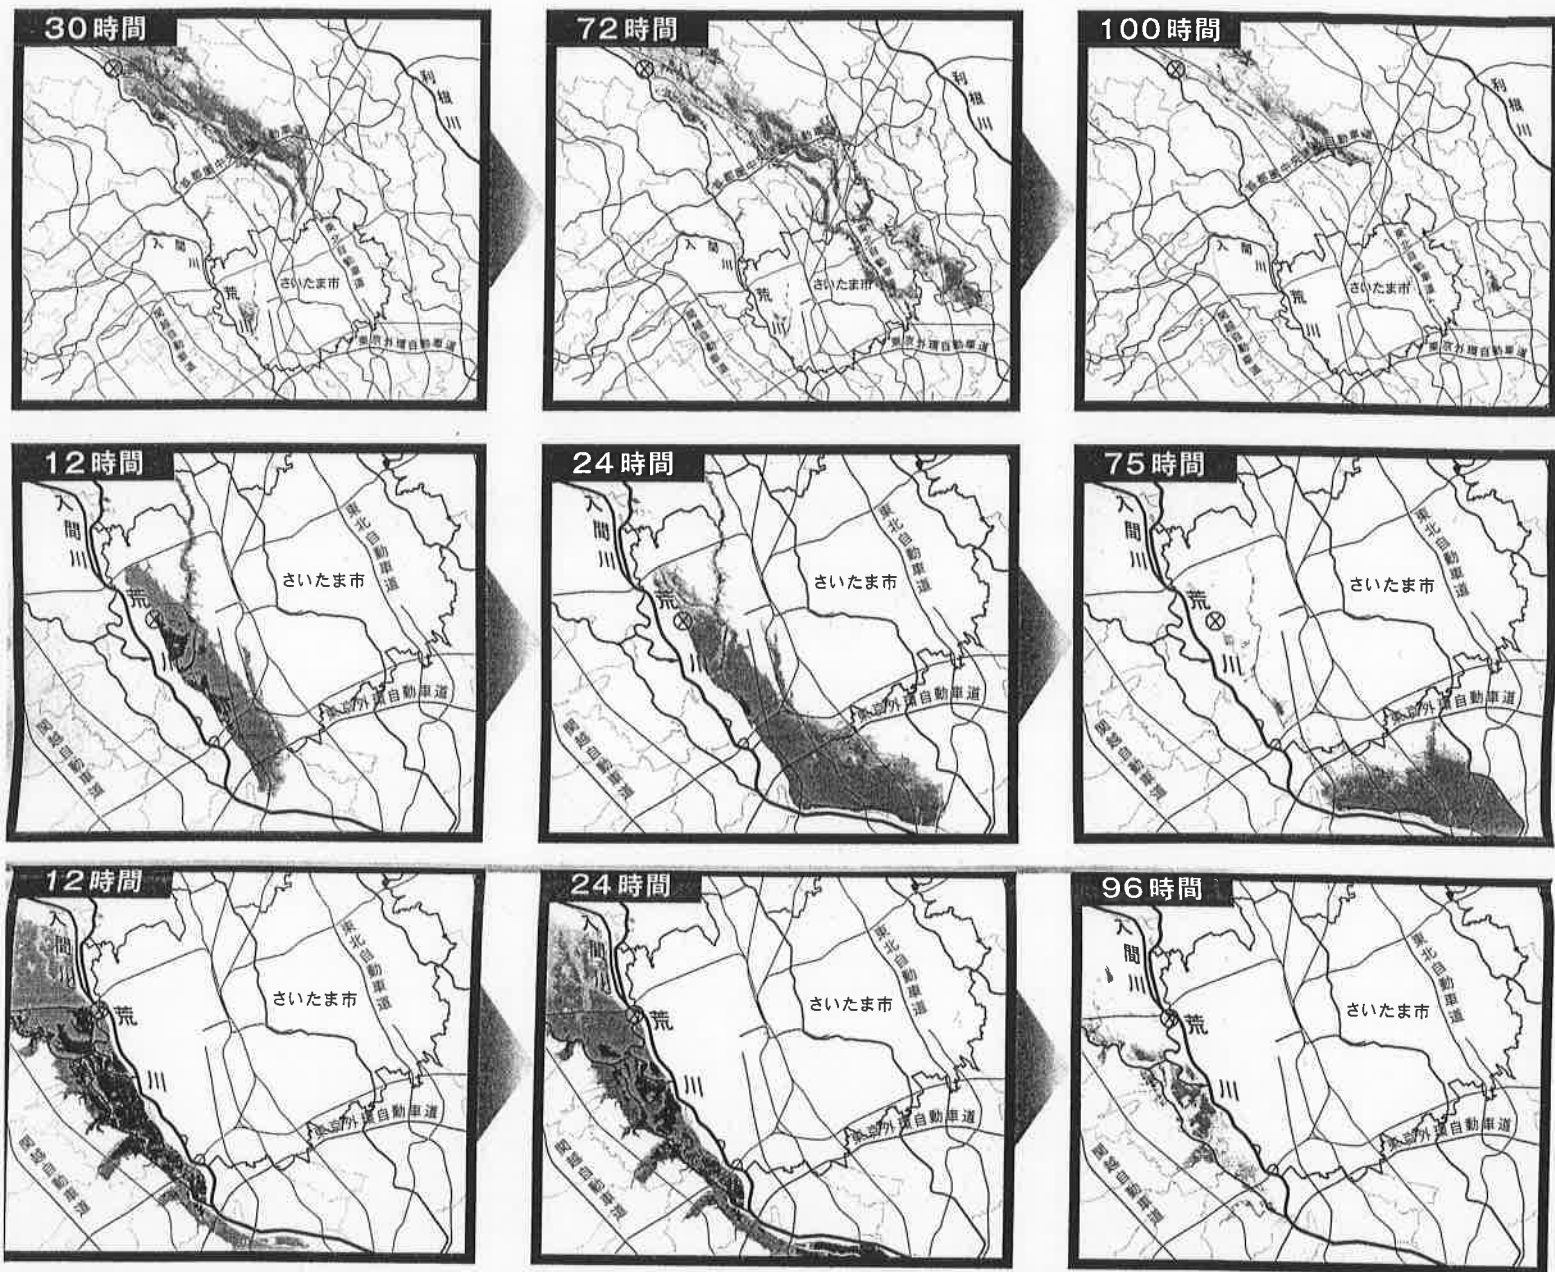 30時間
利根川
首都圏中央連絡自動車道
入間川
東北自動車道
荒川
さいたま市
関越自動車道
東京外環自動車道
72時間
利根川
首都圏中央連絡自動車道
入間川
東北自動車道
荒川
さいたま市
関越自動車道
東京外環自動車道
100時間
利根川
首都圏中央連絡自動車道
入間川
東北自動車道
荒川
さいたま市
関越自動車道
東京外環自動車道
12時間
入間川
東北自動車道
さいたま市
荒川
東京外環自動車道
関越自動車道
24時間
入間川
東北自動車道
さいたま市
荒川
東京外環自動車道
関越自動車道
75時間
入間川
東北自動車道
さいたま市
荒川
東京外環自動車道
関越自動車道
12時間
入間川
東北自動車道
さいたま市
荒川
東京外環自動車道
関越自動車道
24時間
入間川
東北自動車道
さいたま市
荒川
東京外環自動車道
関越自動車道
96時間
入間川
東北自動車道
さいたま市
荒川
東京外環自動車道
関越自動車道